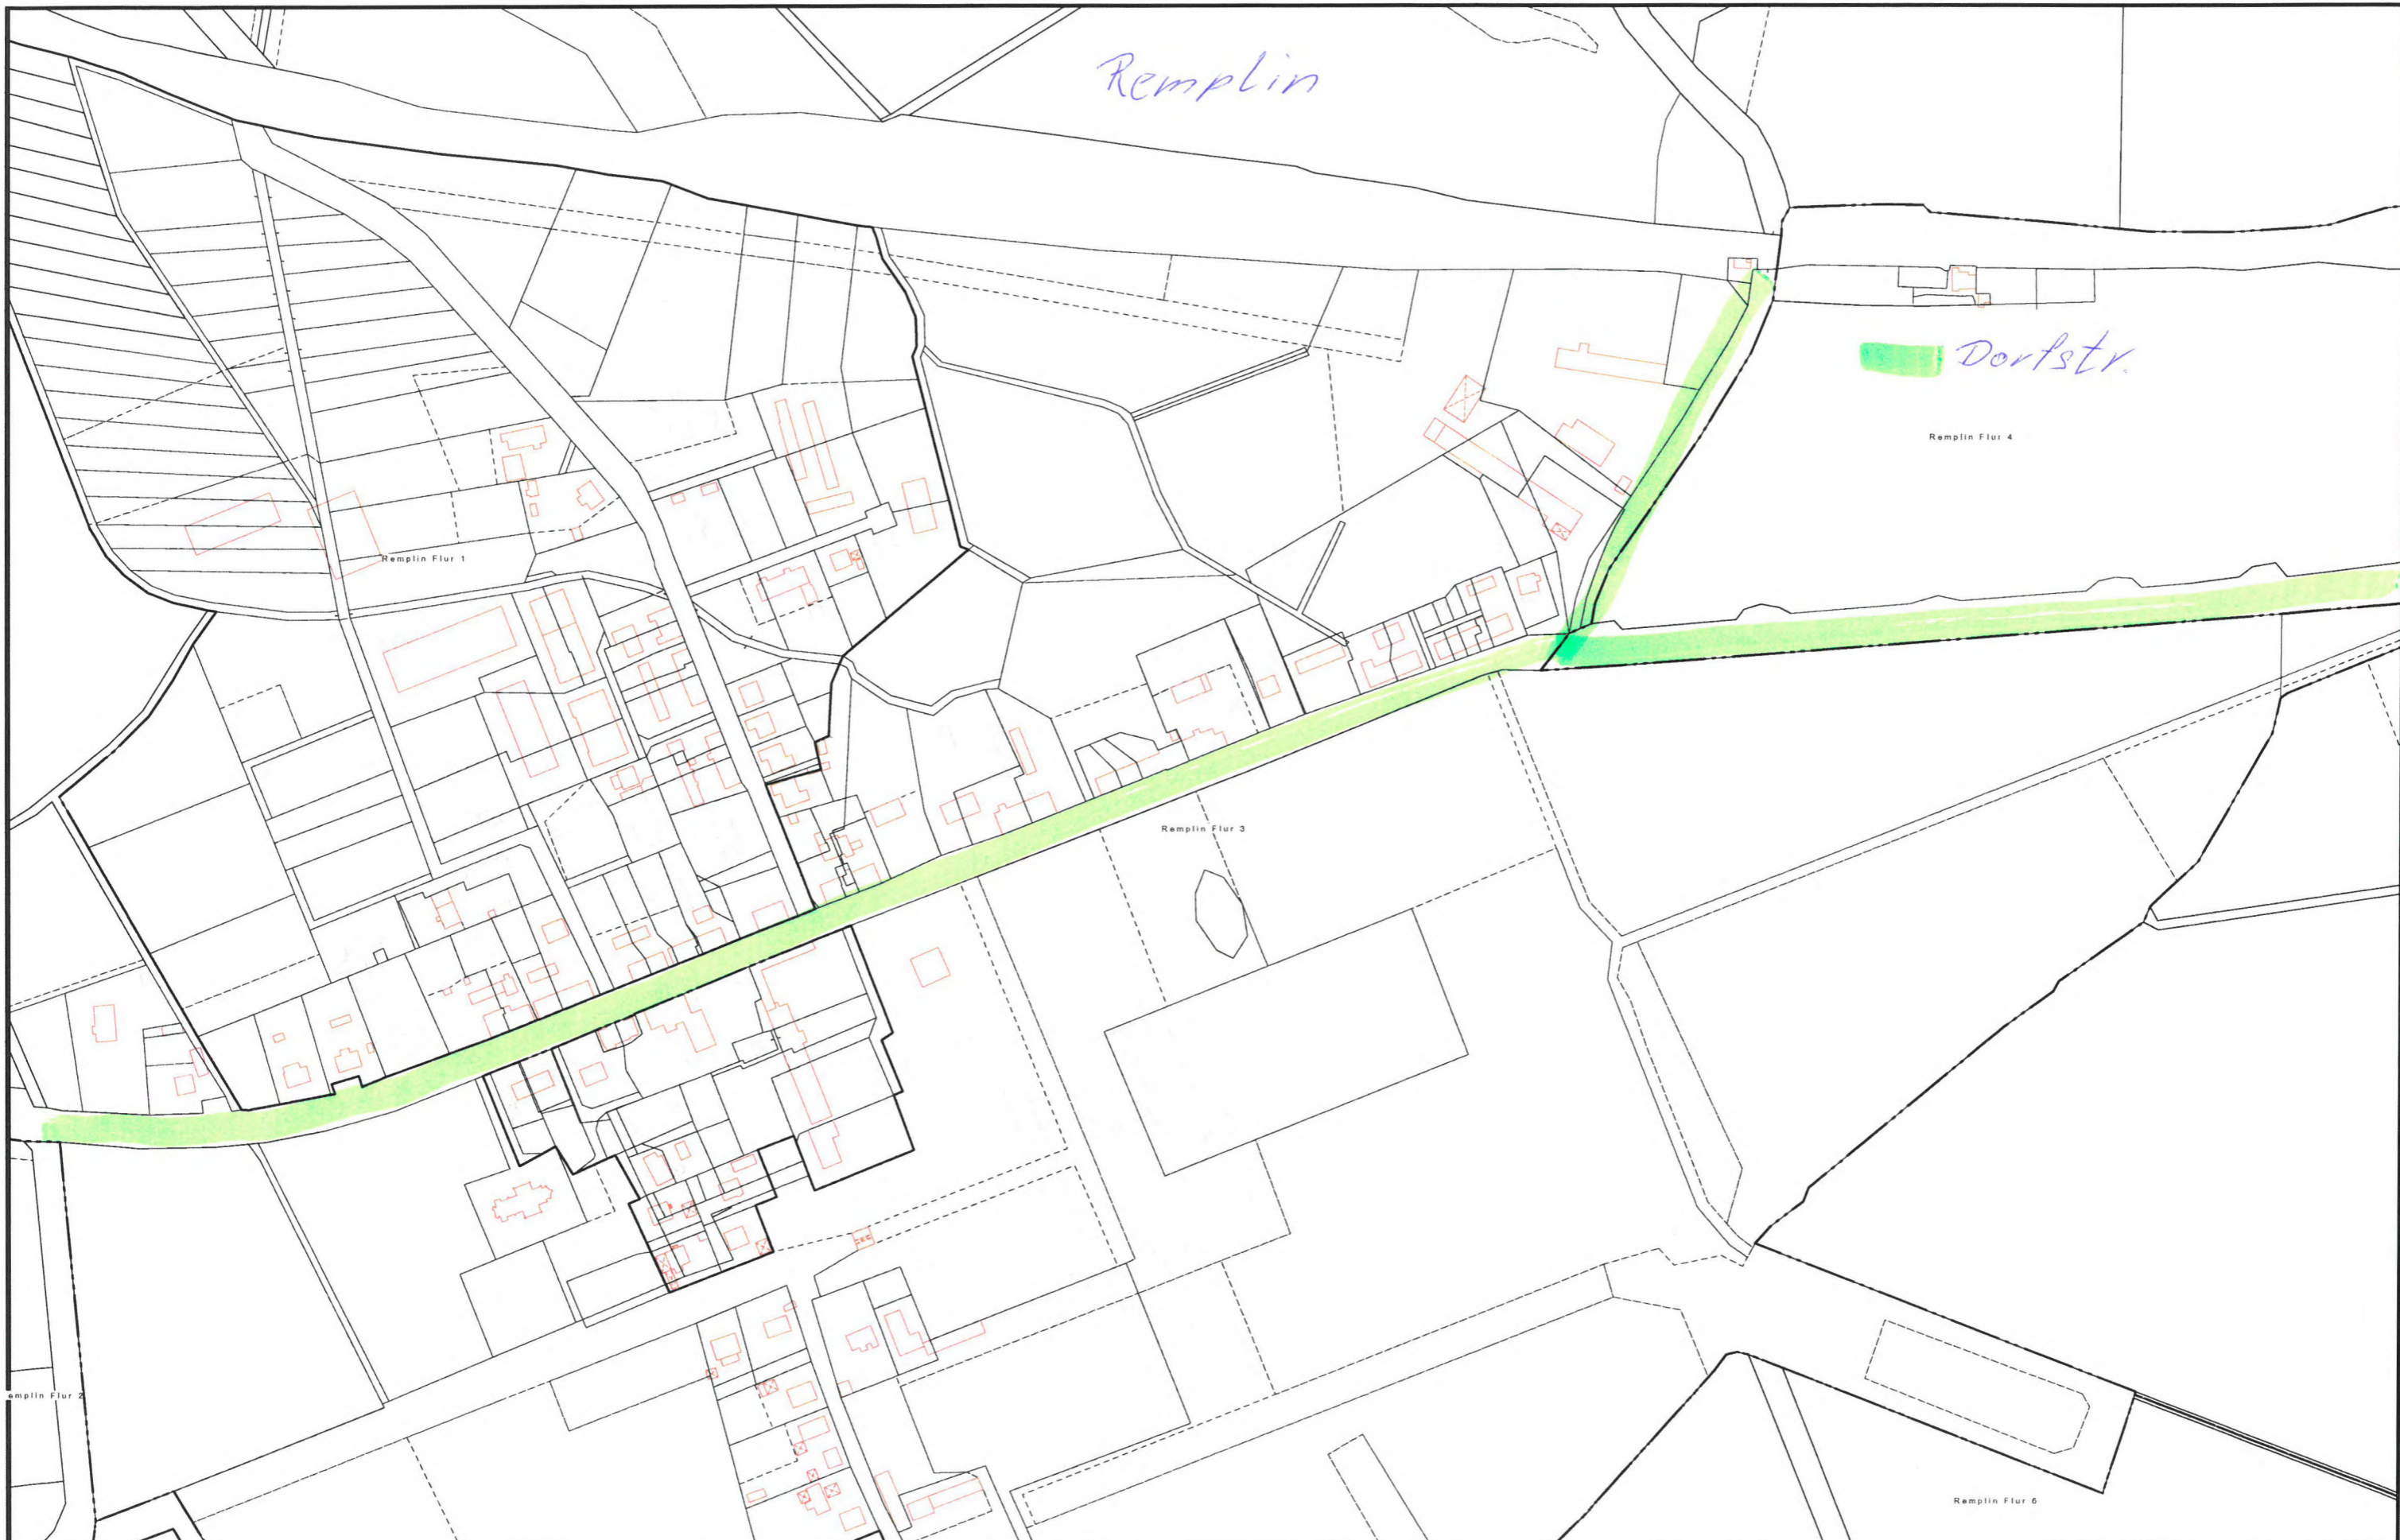 Remplin
Dorfstr.
Remplin Flur 4
Remplin Flur 1
Remplin Flur 3
emplin Flur 2
Remplin Flur 6